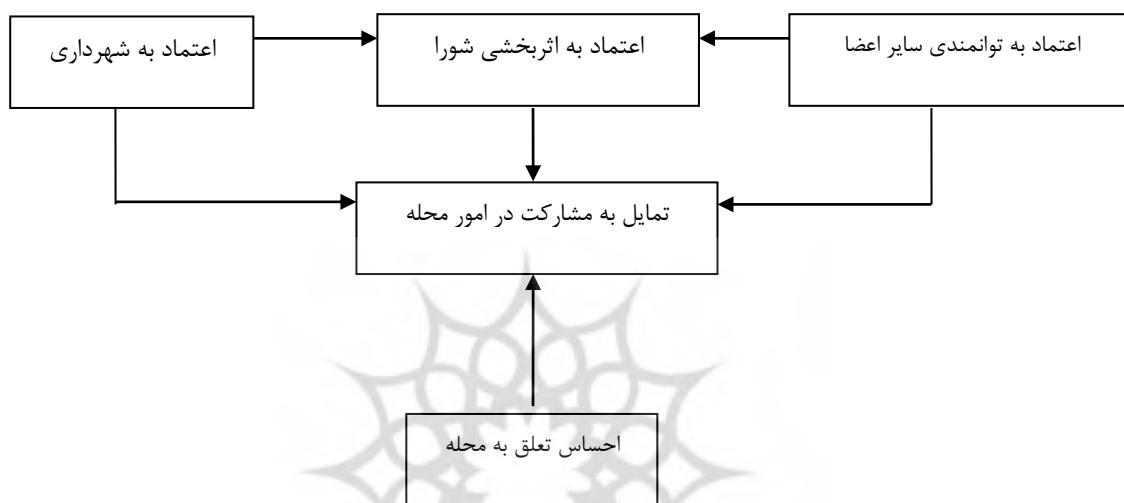 اعتماد به توانمندی سایر اعضا
اعتماد به اثربخشی شورا
اعتماد به شهرداری
تمایل به مشارکت در امور محله
احساس تعلق به محله